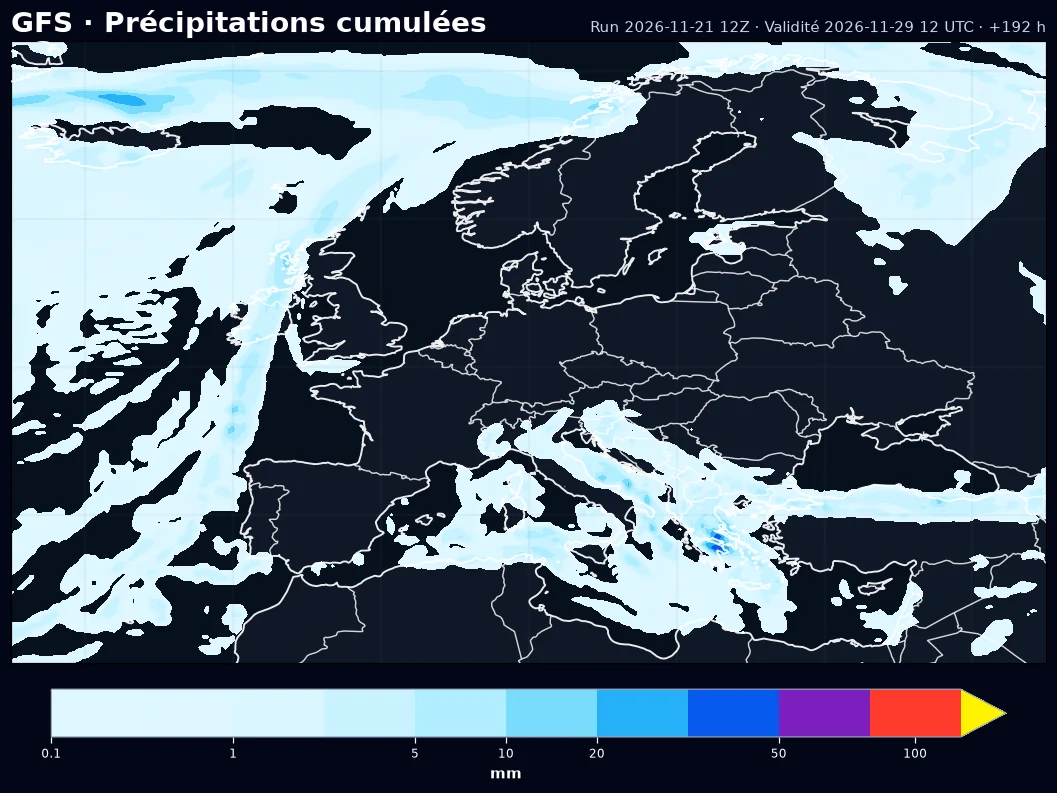 GFS · Précipitations cumulées
Run 2026-11-21 12Z · Validité 2026-11-29 12 UTC · +192 h
0.1 1 5 10 20 50 100
mm